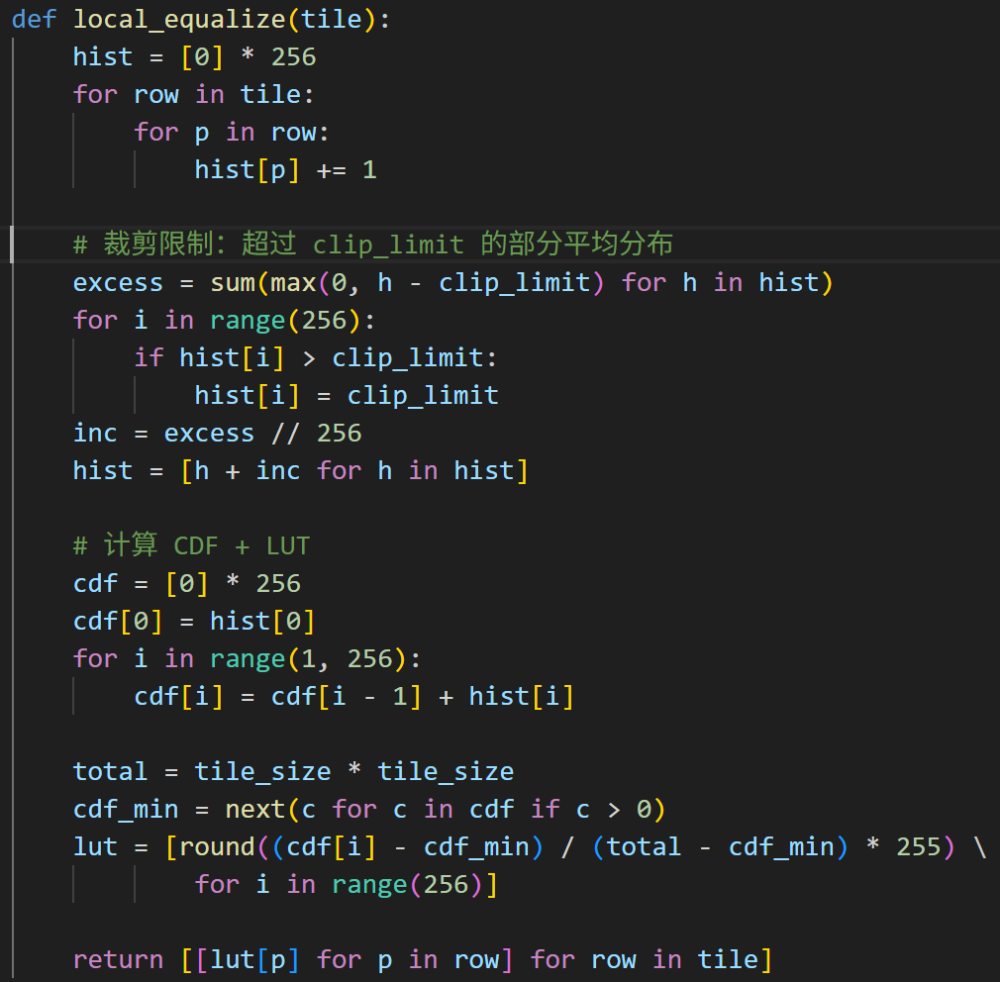 def local_equalize(tile):
    hist = [0] * 256
    for row in tile:
        for p in row:
            hist[p] += 1

    # 裁剪限制：超过 clip_limit 的部分平均分布
    excess = sum(max(0, h - clip_limit) for h in hist)
    for i in range(256):
        if hist[i] > clip_limit:
            hist[i] = clip_limit
    inc = excess // 256
    hist = [h + inc for h in hist]

    # 计算 CDF + LUT
    cdf = [0] * 256
    cdf[0] = hist[0]
    for i in range(1, 256):
        cdf[i] = cdf[i - 1] + hist[i]

    total = tile_size * tile_size
    cdf_min = next(c for c in cdf if c > 0)
    lut = [round((cdf[i] - cdf_min) / (total - cdf_min) * 255) \
            for i in range(256)]

    return [[lut[p] for p in row] for row in tile]